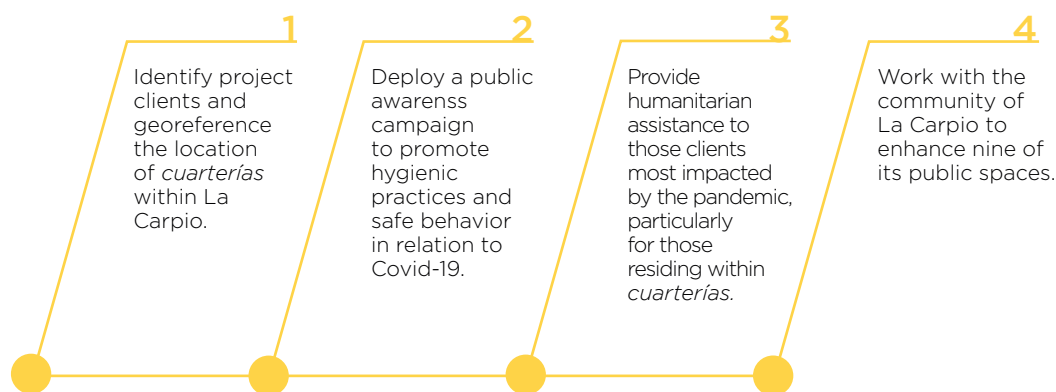 1
Identify project
clients and
georeference
the location
of cuarterías
within La
Carpio.
2
Deploy a public
awarenss
campaign
to promote
hygienic
practices and
safe behavior
in relation to
Covid-19.
3
Provide
humanitarian
assistance to
those clients
most impacted
by the pandemic,
particularly
for those
residing within
cuarterías.
4
Work with the
community of
La Carpio to
enhance nine of
its public spaces.